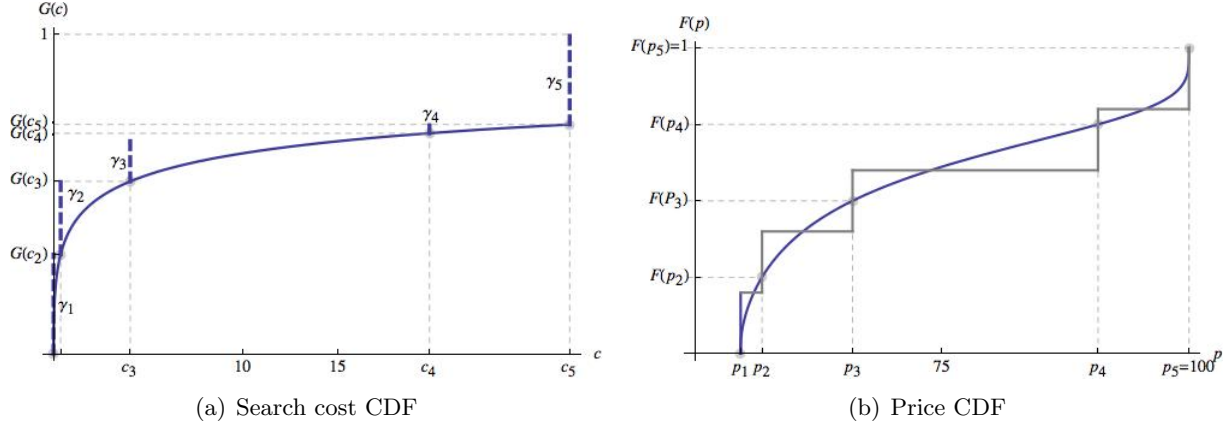 G(c)
1
γ5
γ4
G(c5)
G(c4)
γ3
G(c3)
γ2
G(c2)
γ1
c3
10
15
c4
c5
c
(a) Search cost CDF
F(p)
F(p5)=1
F(p4)
F(P3)
F(p2)
p1
p2
p3
75
p4
p5=100
p
(b) Price CDF